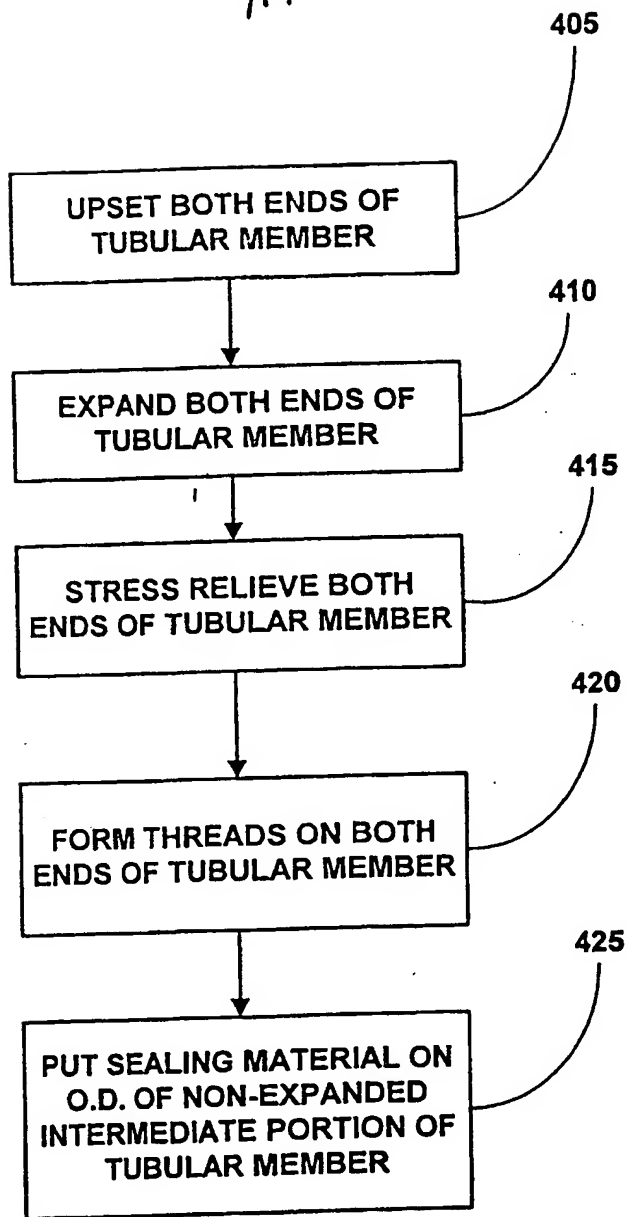 405
UPSET BOTH ENDS OF
TUBULAR MEMBER
410
EXPAND BOTH ENDS OF
TUBULAR MEMBER
415
STRESS RELIEVE BOTH
ENDS OF TUBULAR MEMBER
420
FORM THREADS ON BOTH
ENDS OF TUBULAR MEMBER
425
PUT SEALING MATERIAL ON
O.D. OF NON-EXPANDED
INTERMEDIATE PORTION OF
TUBULAR MEMBER